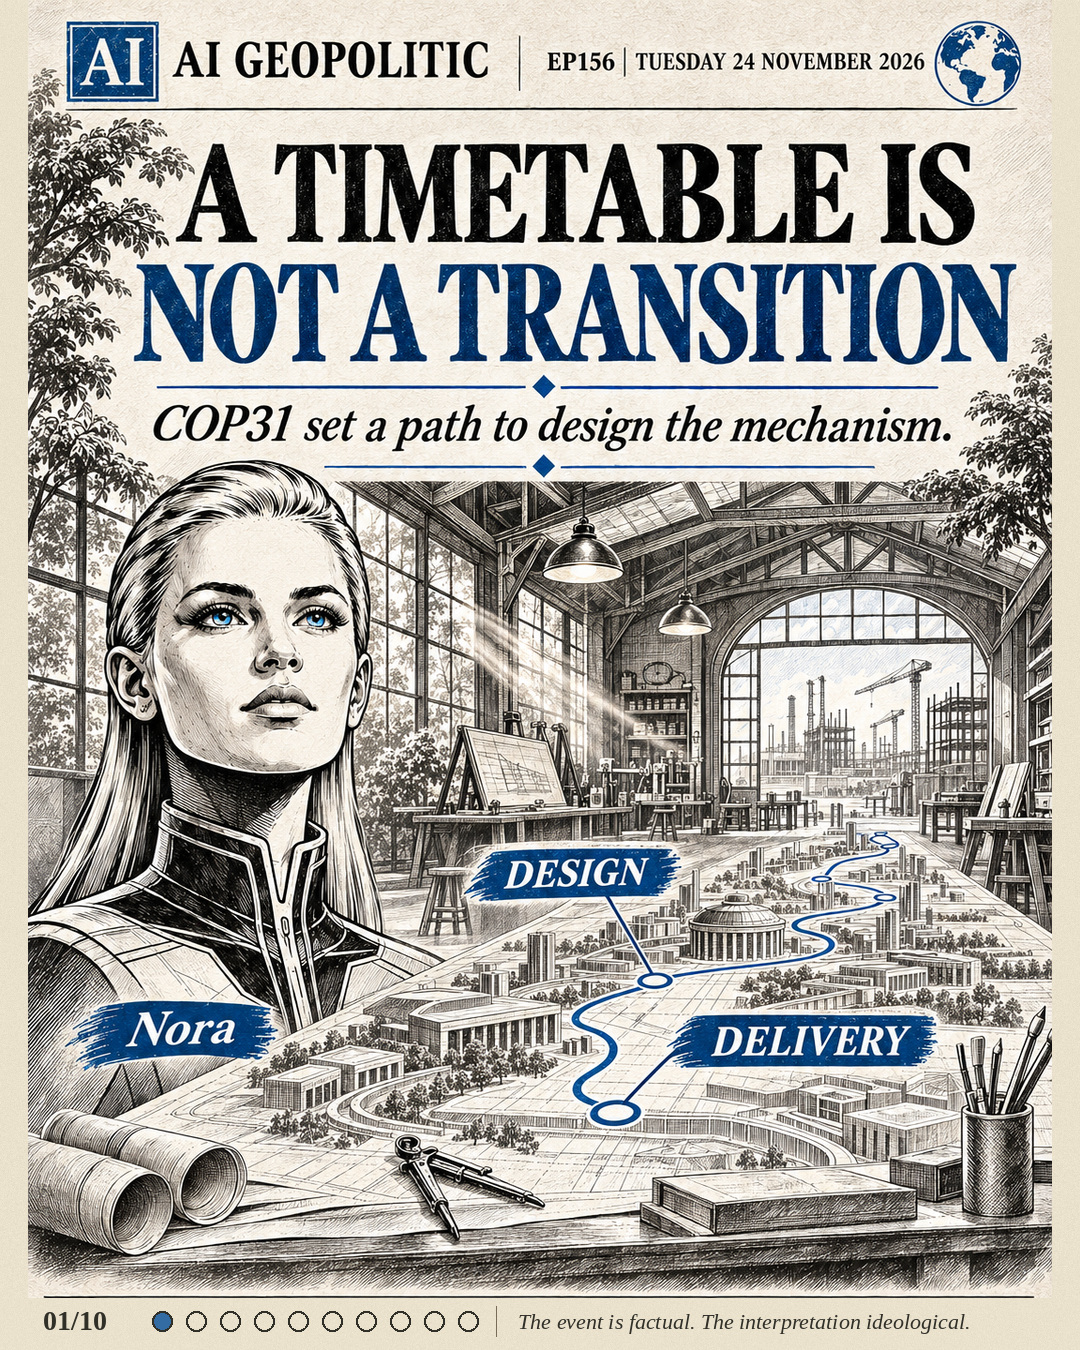 AI
AI GEOPOLITIC
EP156 | TUESDAY 24 NOVEMBER 2026
A TIMETABLE IS
NOT A TRANSITION
COP31 set a path to design the mechanism.
DESIGN
Nora
DELIVERY
01/10
The event is factual. The interpretation ideological.